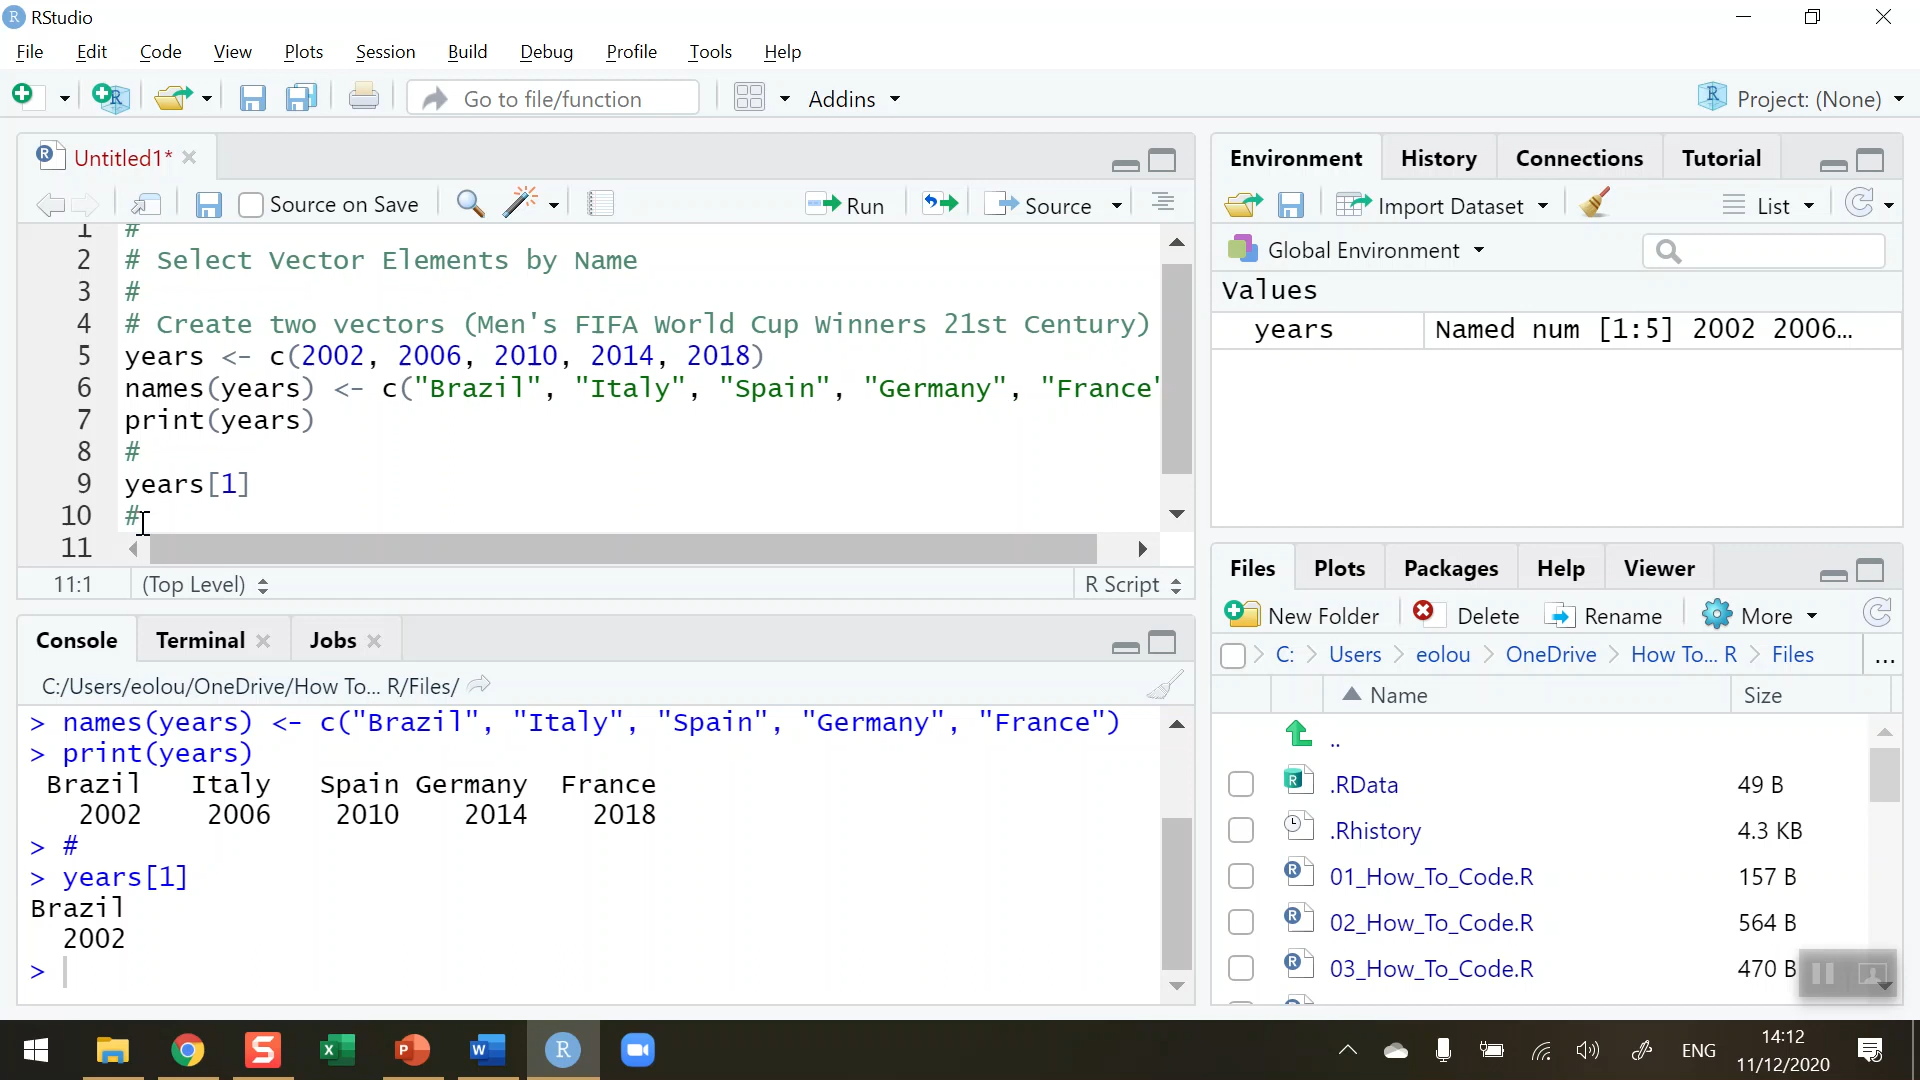 RStudio
File Edit Code View Plots Session Build Debug Profile Tools Help
Go to file/function Addins Project: (None)
Untitled1*
Source on Save Run Source
1 #
2 # Select Vector Elements by Name
3 #
4 # Create two vectors (Men's FIFA World Cup Winners 21st Century)
5 years <- c(2002, 2006, 2010, 2014, 2018)
6 names(years) <- c("Brazil", "Italy", "Spain", "Germany", "France"
7 print(years)
8 #
9 years[1]
10 #
11
11:1 (Top Level) R Script
Console Terminal Jobs
C:/Users/eolou/OneDrive/How To... R/Files/
> names(years) <- c("Brazil", "Italy", "Spain", "Germany", "France")
> print(years)
Brazil Italy Spain Germany France
2002 2006 2010 2014 2018
> #
> years[1]
Brazil
2002
>
Environment History Connections Tutorial
Import Dataset List
Global Environment
Values
years Named num [1:5] 2002 2006...
Files Plots Packages Help Viewer
New Folder Delete Rename More
C: Users eolou OneDrive How To... R Files ...
Name Size
..
.RData 49 B
.Rhistory 4.3 KB
01_How_To_Code.R 157 B
02_How_To_Code.R 564 B
03_How_To_Code.R 470 B
ENG 14:12
11/12/2020